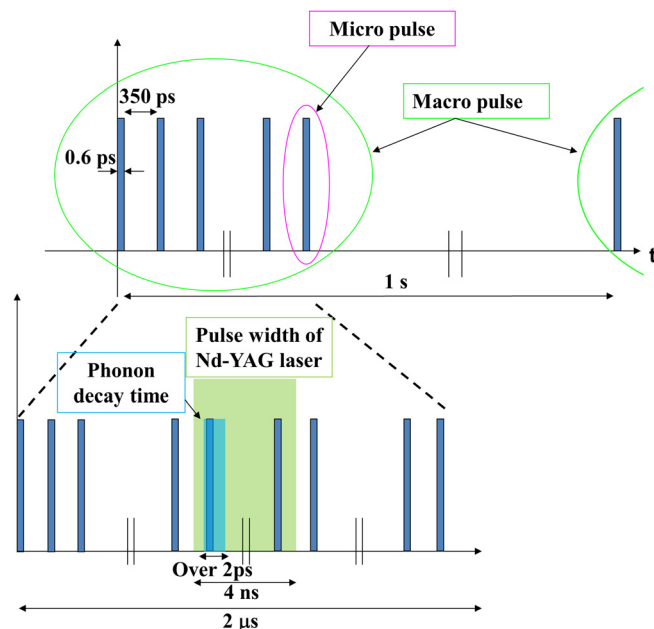 Micro pulse
350 ps
Macro pulse
0.6 ps
t
1 s
Pulse width of
Nd-YAG laser
Phonon
decay time
Over 2ps
4 ns
2 μs